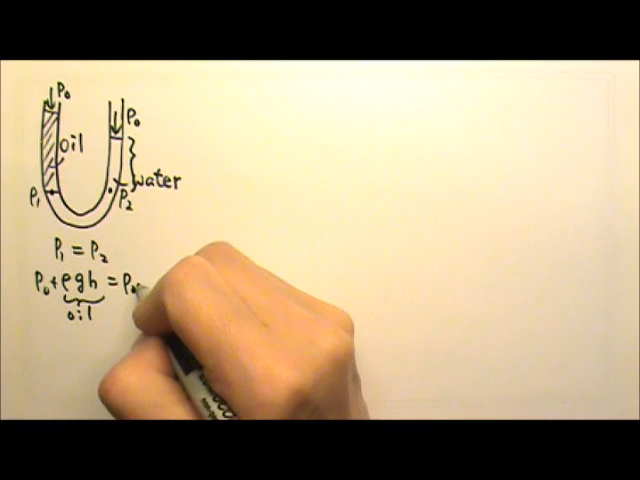 P₀
P₀
oil
water
P₁
P₂
P₁ = P₂
P₀ + ρgh = P₀
oil